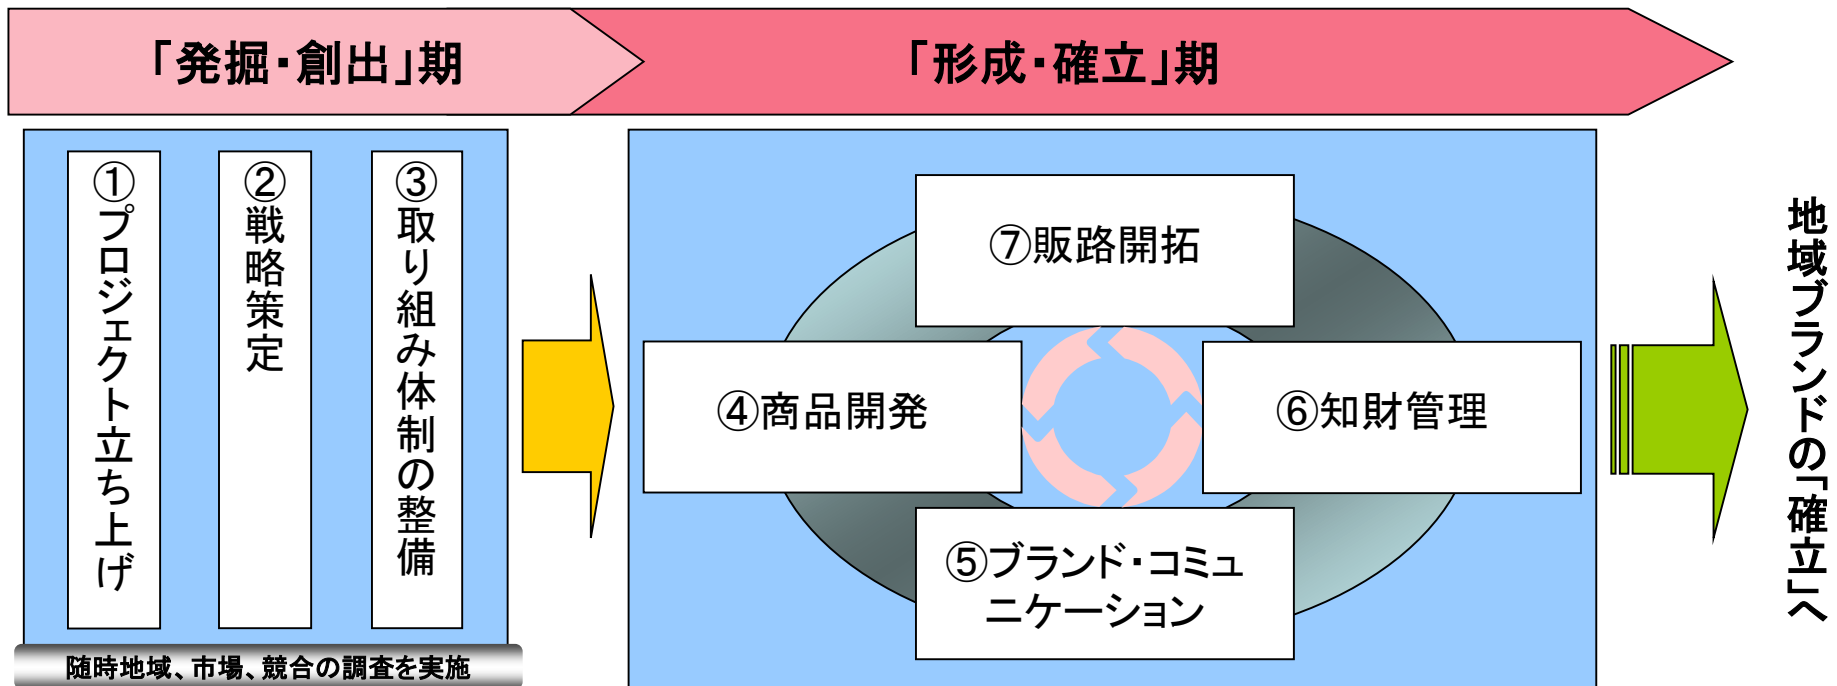 「発掘・創出」期
「形成・確立」期
①プロジェクト立ち上げ
②戦略策定
③取り組み体制の整備
随時地域、市場、競合の調査を実施
⑦販路開拓
④商品開発
⑥知財管理
⑤ブランド・コミュ
ニケーション
地域ブランドの「確立」へ